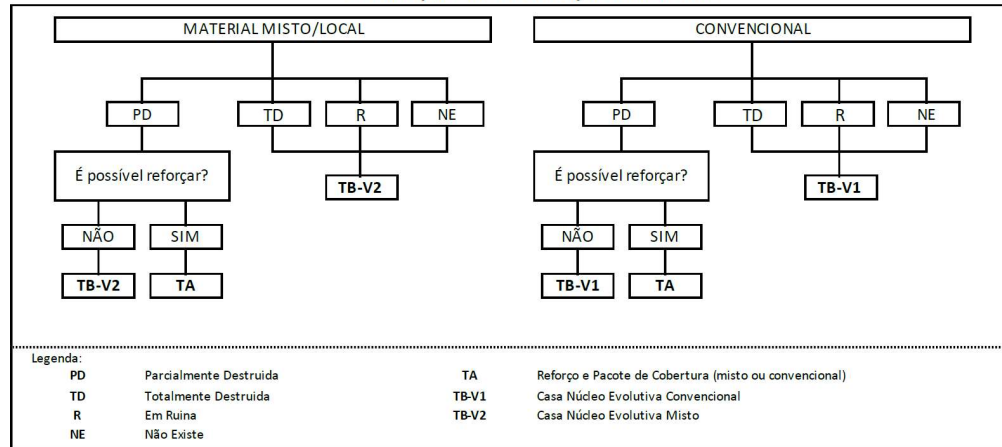 MATERIAL MISTO/LOCAL
PD
TD
R
NE
É possível reforçar?
TB-V2
NÃO
SIM
TB-V2
TA
CONVENCIONAL
PD
TD
R
NE
É possível reforçar?
TB-V1
NÃO
SIM
TB-V1
TA
Legenda:
PD Parcialmente Destruida
TD Totalmente Destruida
R Em Ruina
NE Não Existe
TA Reforço e Pacote de Cobertura (misto ou convencional)
TB-V1 Casa Núcleo Evolutiva Convencional
TB-V2 Casa Núcleo Evolutiva Misto